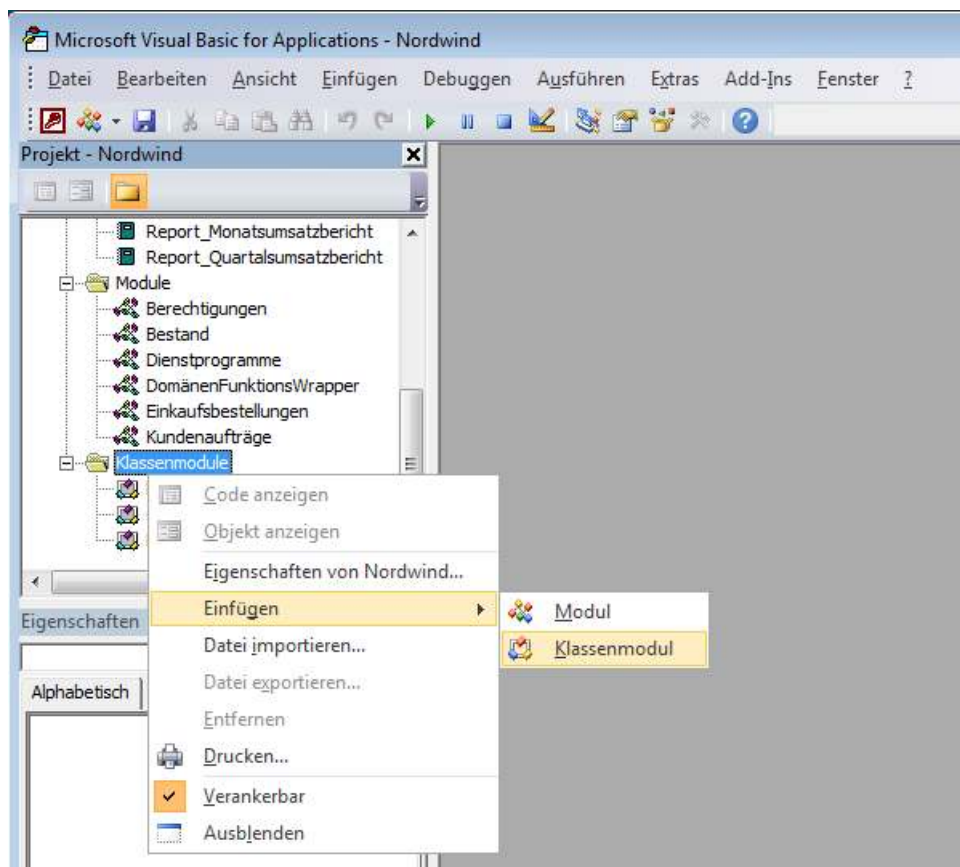 Microsoft Visual Basic for Applications - Nordwind
Datei Bearbeiten Ansicht Einfügen Debuggen Ausführen Extras Add-Ins Fenster ?
Projekt - Nordwind
Report_Monatsumsatzbericht
Report_Quartalsumsatzbericht
Module
Berechtigungen
Bestand
Dienstprogramme
DomänenFunktionsWrapper
Einkaufsbestellungen
Kundenaufträge
Klassenmodule
Code anzeigen
Objekt anzeigen
Eigenschaften von Nordwind...
Einfügen
Modul
Klassenmodul
Datei importieren...
Datei exportieren...
Entfernen
Drucken...
Verankerbar
Ausblenden
Eigenschaften
Alphabetisch